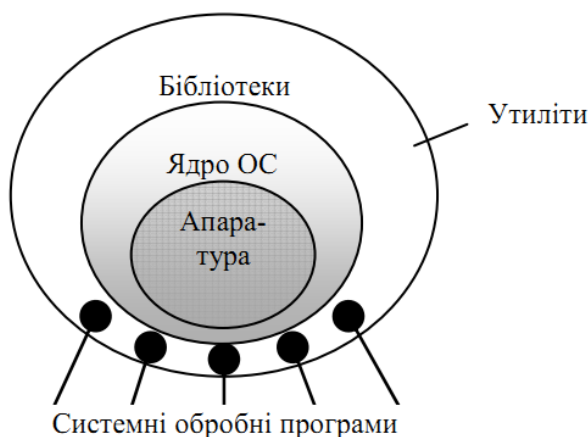 Бібліотеки
Утиліти
Ядро ОС
Апара-
тура
Системні обробні програми